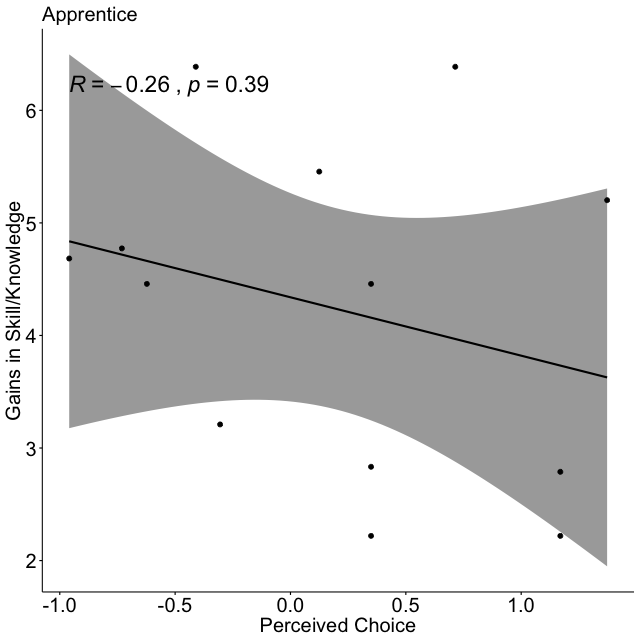 Apprentice
R = −0.26 , p = 0.39
Gains in Skill/Knowledge
6
5
4
3
2
-1.0 -0.5 0.0 0.5 1.0
Perceived Choice